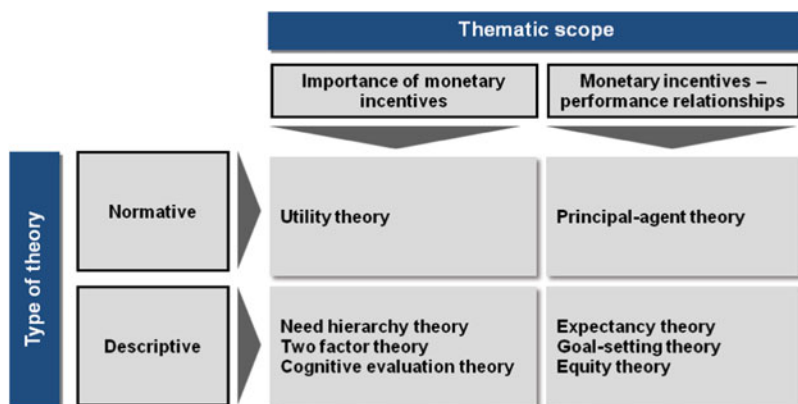 Thematic scope
Importance of monetary
incentives
Monetary incentives –
performance relationships
Type of theory
Normative
Utility theory
Principal-agent theory
Descriptive
Need hierarchy theory
Two factor theory
Cognitive evaluation theory
Expectancy theory
Goal-setting theory
Equity theory